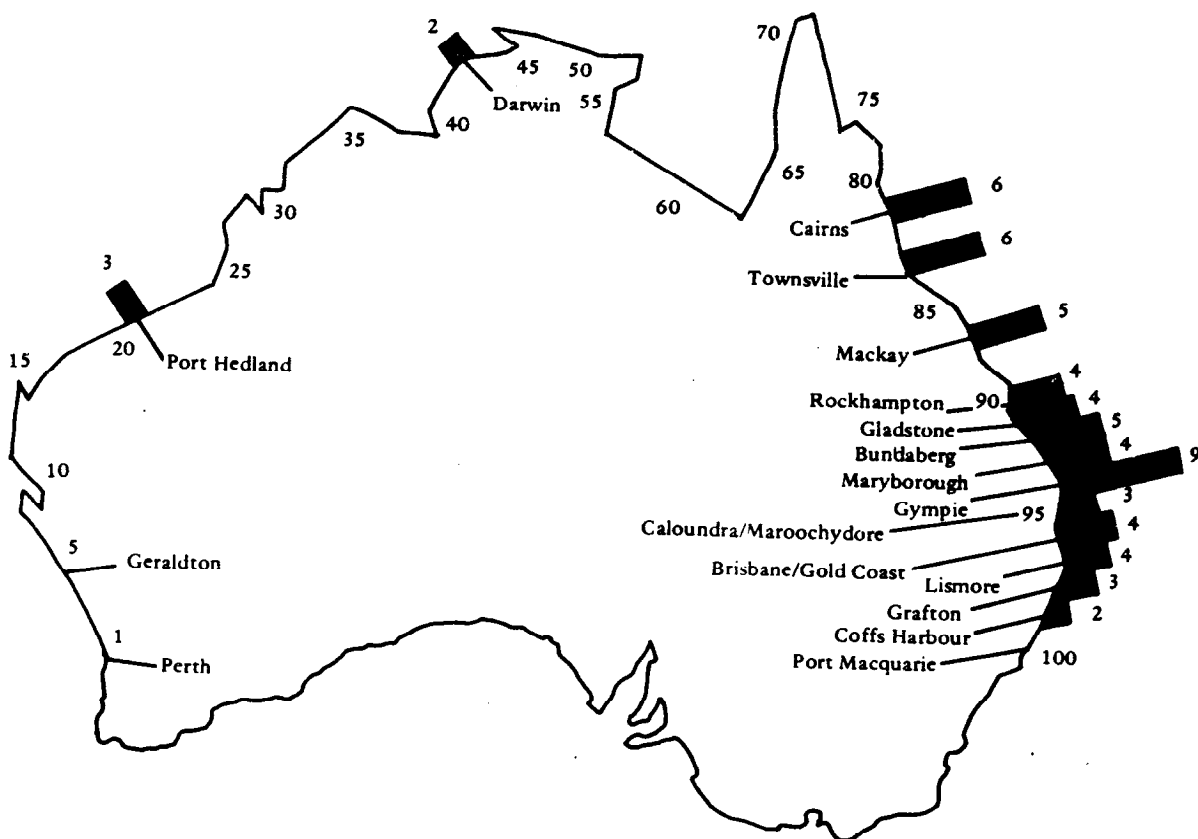 2
70
45
50
Darwin
55
75
35
40
65
80
6
30
60
Cairns
6
25
Townsville
3
85
5
20
Port Hedland
Mackay
15
4
Rockhampton
90
4
Gladstone
5
Bundaberg
4
9
10
Maryborough
Gympie
3
Caloundra/Maroochydore
95
4
5
Geraldton
Brisbane/Gold Coast
4
Lismore
3
Grafton
2
1
Coffs Harbour
Perth
Port Macquarie
100